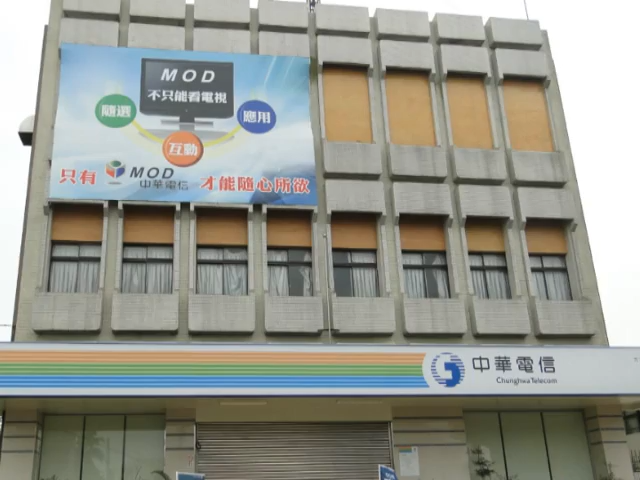 MOD
不只能看電視
隨選
互動
應用
只有 MOD 中華電信 才能隨心所欲
中華電信
Chunghwa Telecom